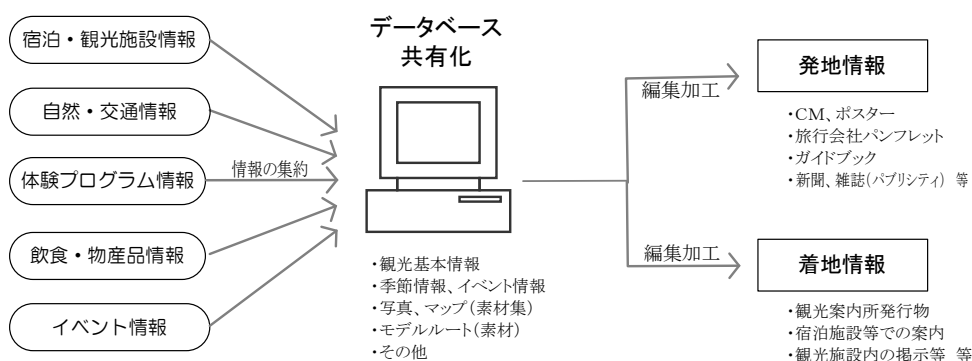 宿泊・観光施設情報
自然・交通情報
体験プログラム情報
飲食・物産品情報
イベント情報
情報の集約
データベース
共有化
・観光基本情報
・季節情報、イベント情報
・写真、マップ(素材集)
・モデルルート(素材)
・その他
編集加工
編集加工
発地情報
・CM、ポスター
・旅行会社パンフレット
・ガイドブック
・新聞、雑誌(パブリシティ) 等
着地情報
・観光案内所発行物
・宿泊施設等での案内
・観光施設内の掲示等 等